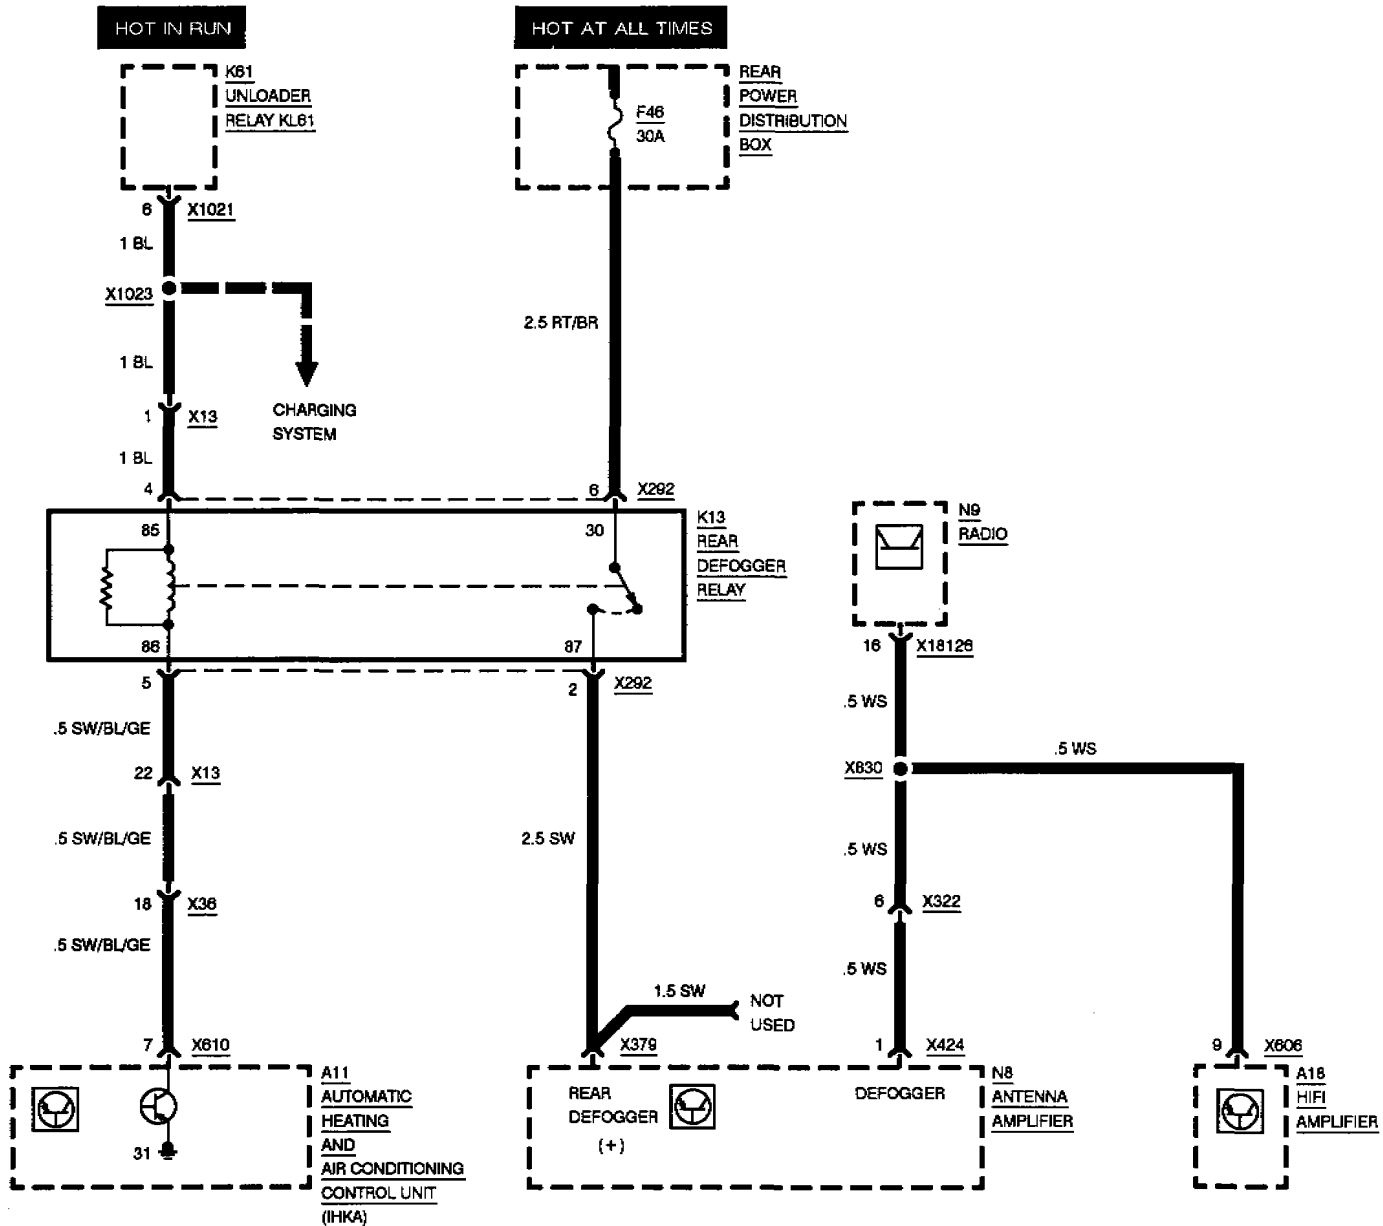 HOT IN RUN
HOT AT ALL TIMES
K61
UNLOADER
RELAY KL61
F46
30A
REAR
POWER
DISTRIBUTION
BOX
6
X1021
1 BL
X1023
2.5 RT/BR
1 BL
CHARGING
SYSTEM
1
X13
1 BL
4
6
X292
85
30
K13
REAR
DEFOGGER
RELAY
N9
RADIO
86
87
16
X18126
5
2
X292
.5 WS
.5 SW/BL/GE
.5 WS
22
X13
X830
.5 SW/BL/GE
2.5 SW
.5 WS
18
X36
6
X322
.5 SW/BL/GE
.5 WS
1.5 SW
NOT
USED
7
X610
X379
1
X424
9
X606
A11
AUTOMATIC
HEATING
AND
AIR CONDITIONING
CONTROL UNIT
(IHKA)
31
REAR
DEFOGGER
(+)
DEFOGGER
N8
ANTENNA
AMPLIFIER
A18
HIFI
AMPLIFIER